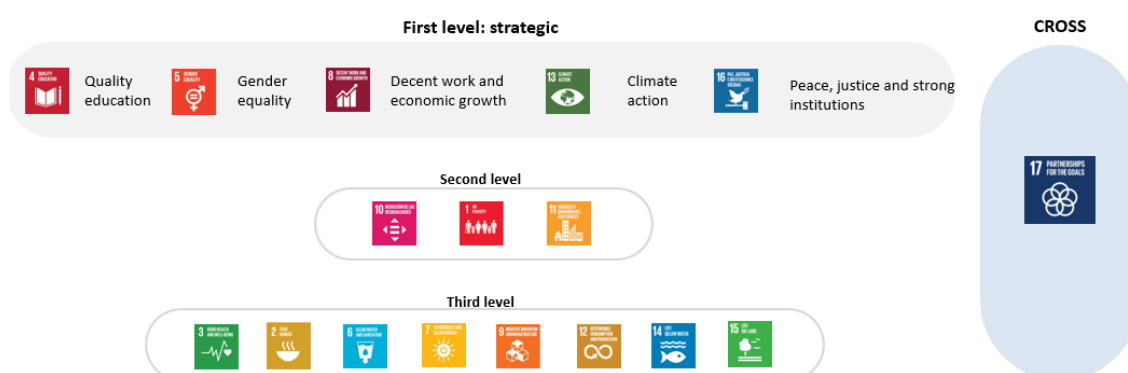 First level: strategic
CROSS
4 QUALITY
EDUCATION
Quality
education
5 GENDER
EQUALITY
Gender
equality
8 DECENT WORK AND
ECONOMIC GROWTH
Decent work and
economic growth
13 CLIMATE
ACTION
Climate
action
16 PAZ, JUSTICIA
E INSTITUCIONES
SÓLIDAS
Peace, justice and strong
institutions
17 PARTNERSHIPS
FOR THE GOALS
Second level
10 REDUCCIÓN DE LAS
DESIGUALDADES
1 NO
POVERTY
11 CIUDADES Y
COMUNIDADES
SOSTENIBLES
Third level
3 GOOD HEALTH
AND WELL-BEING
2 ZERO
HUNGER
6 CLEAN WATER
AND SANITATION
7 AFFORDABLE AND
CLEAN ENERGY
9 INDUSTRY, INNOVATION
AND INFRASTRUCTURE
12 RESPONSIBLE
CONSUMPTION
AND PRODUCTION
14 LIFE
BELOW WATER
15 LIFE
ON LAND